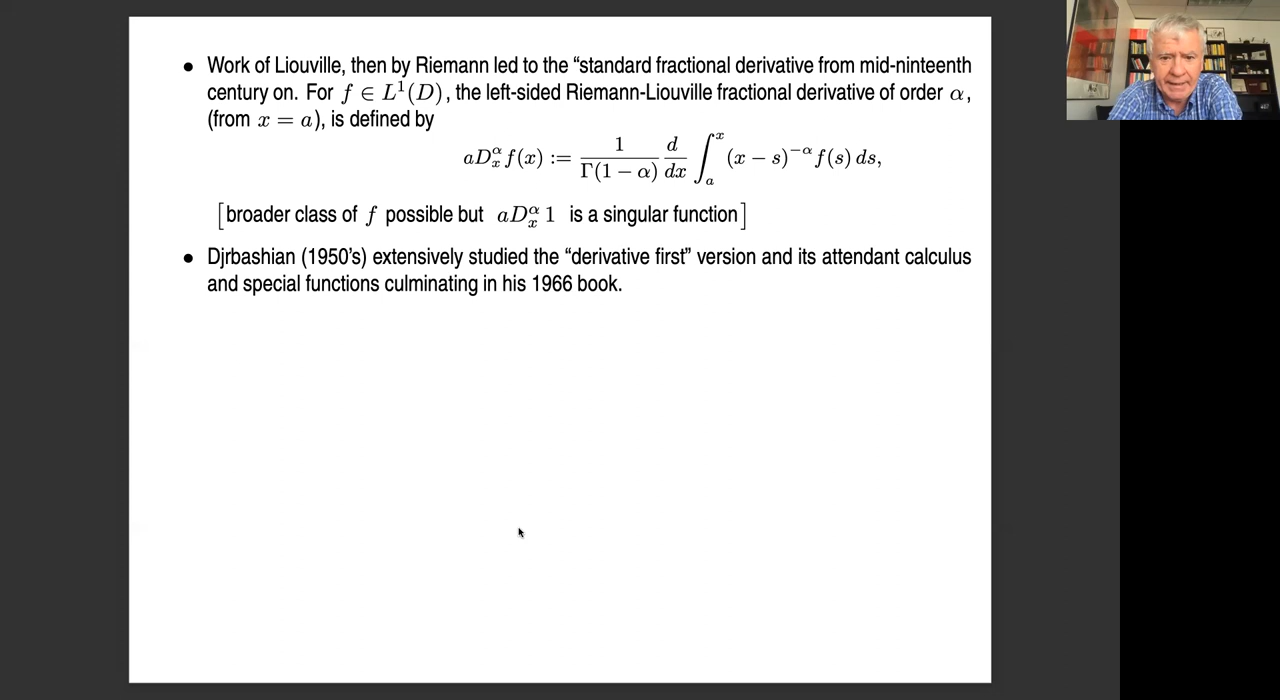 • Work of Liouville, then by Riemann led to the “standard fractional derivative from mid-ninteenth
century on. For f ∈ L¹(D), the left-sided Riemann-Liouville fractional derivative of order α,
(from x = a), is defined by
aD_x^α f(x) := \frac{1}{Γ(1 − α)} \frac{d}{dx} ∫_a^x (x − s)^{−α} f(s) ds,
[broader class of f possible but aD_x^α 1 is a singular function]
• Djrbashian (1950’s) extensively studied the “derivative first” version and its attendant calculus
and special functions culminating in his 1966 book.